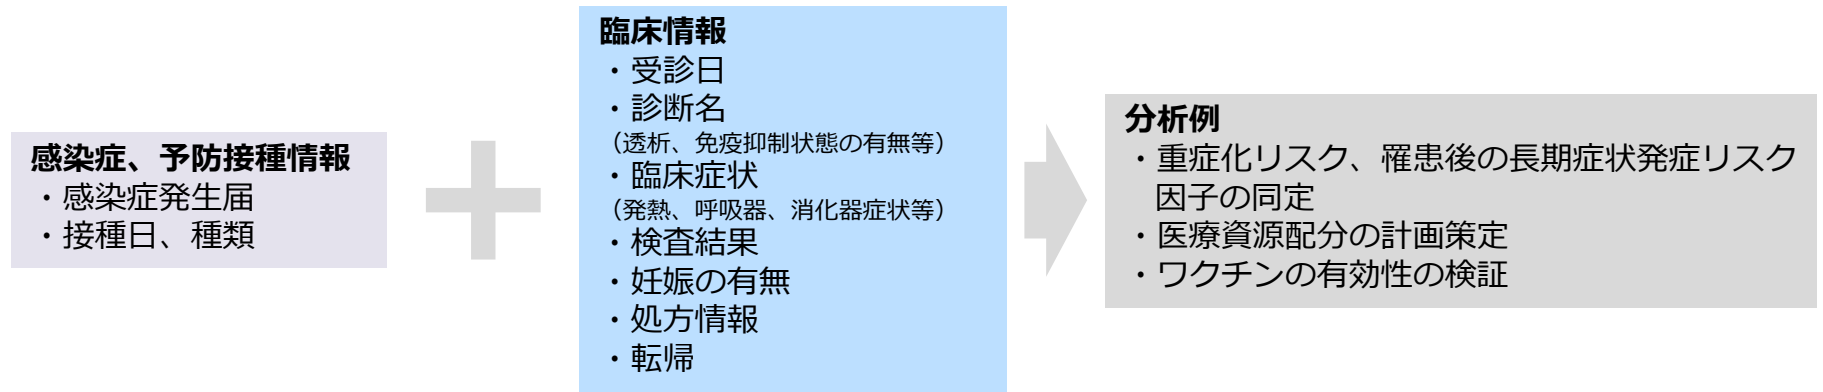 感染症、予防接種情報
・感染症発生届
・接種日、種類
臨床情報
・受診日
・診断名
（透析、免疫抑制状態の有無等）
・臨床症状
（発熱、呼吸器、消化器症状等）
・検査結果
・妊娠の有無
・処方情報
・転帰
分析例
・重症化リスク、罹患後の長期症状発症リスク
因子の同定
・医療資源配分の計画策定
・ワクチンの有効性の検証